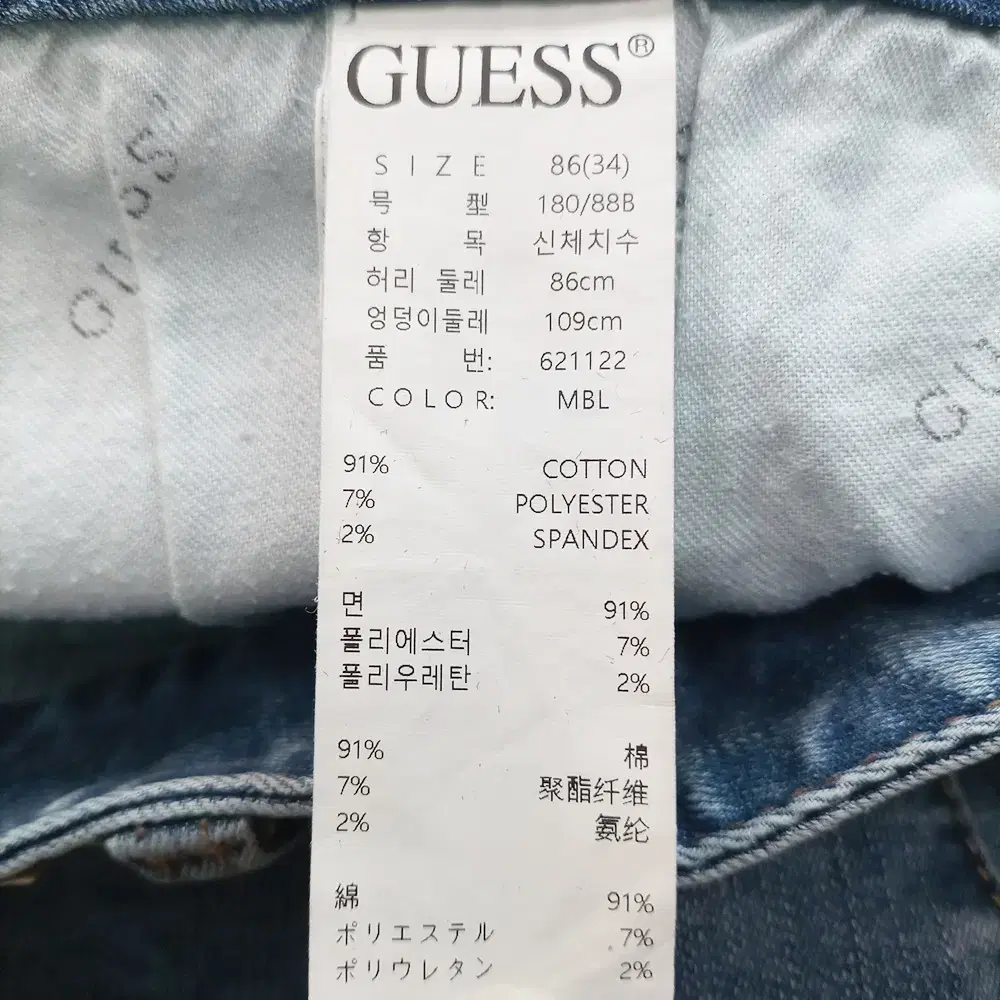 GUESS®
SIZE 86(34)
号型 180/88B
항목 신체치수
허리 둘레 86cm
엉덩이둘레 109cm
품번: 621122
COLOR: MBL
91% COTTON
7% POLYESTER
2% SPANDEX
면 91%
폴리에스터 7%
폴리우레탄 2%
91% 棉
7% 聚酯纤维
2% 氨纶
綿 91%
ポリエステル 7%
ポリウレタン 2%